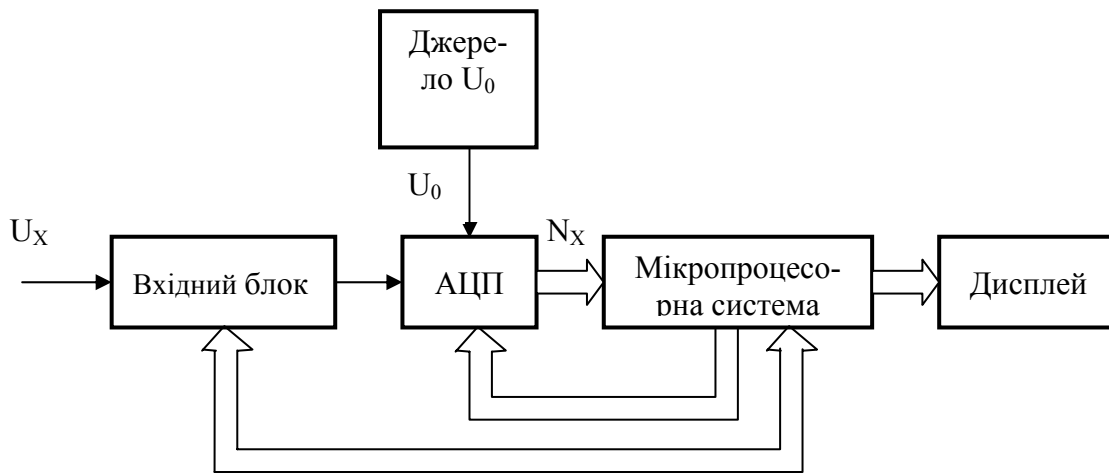 Джере-
ло U₀
U₀
Uₓ
Nₓ
Вхідний блок
АЦП
Мікропроцесо-
рна система
Дисплей